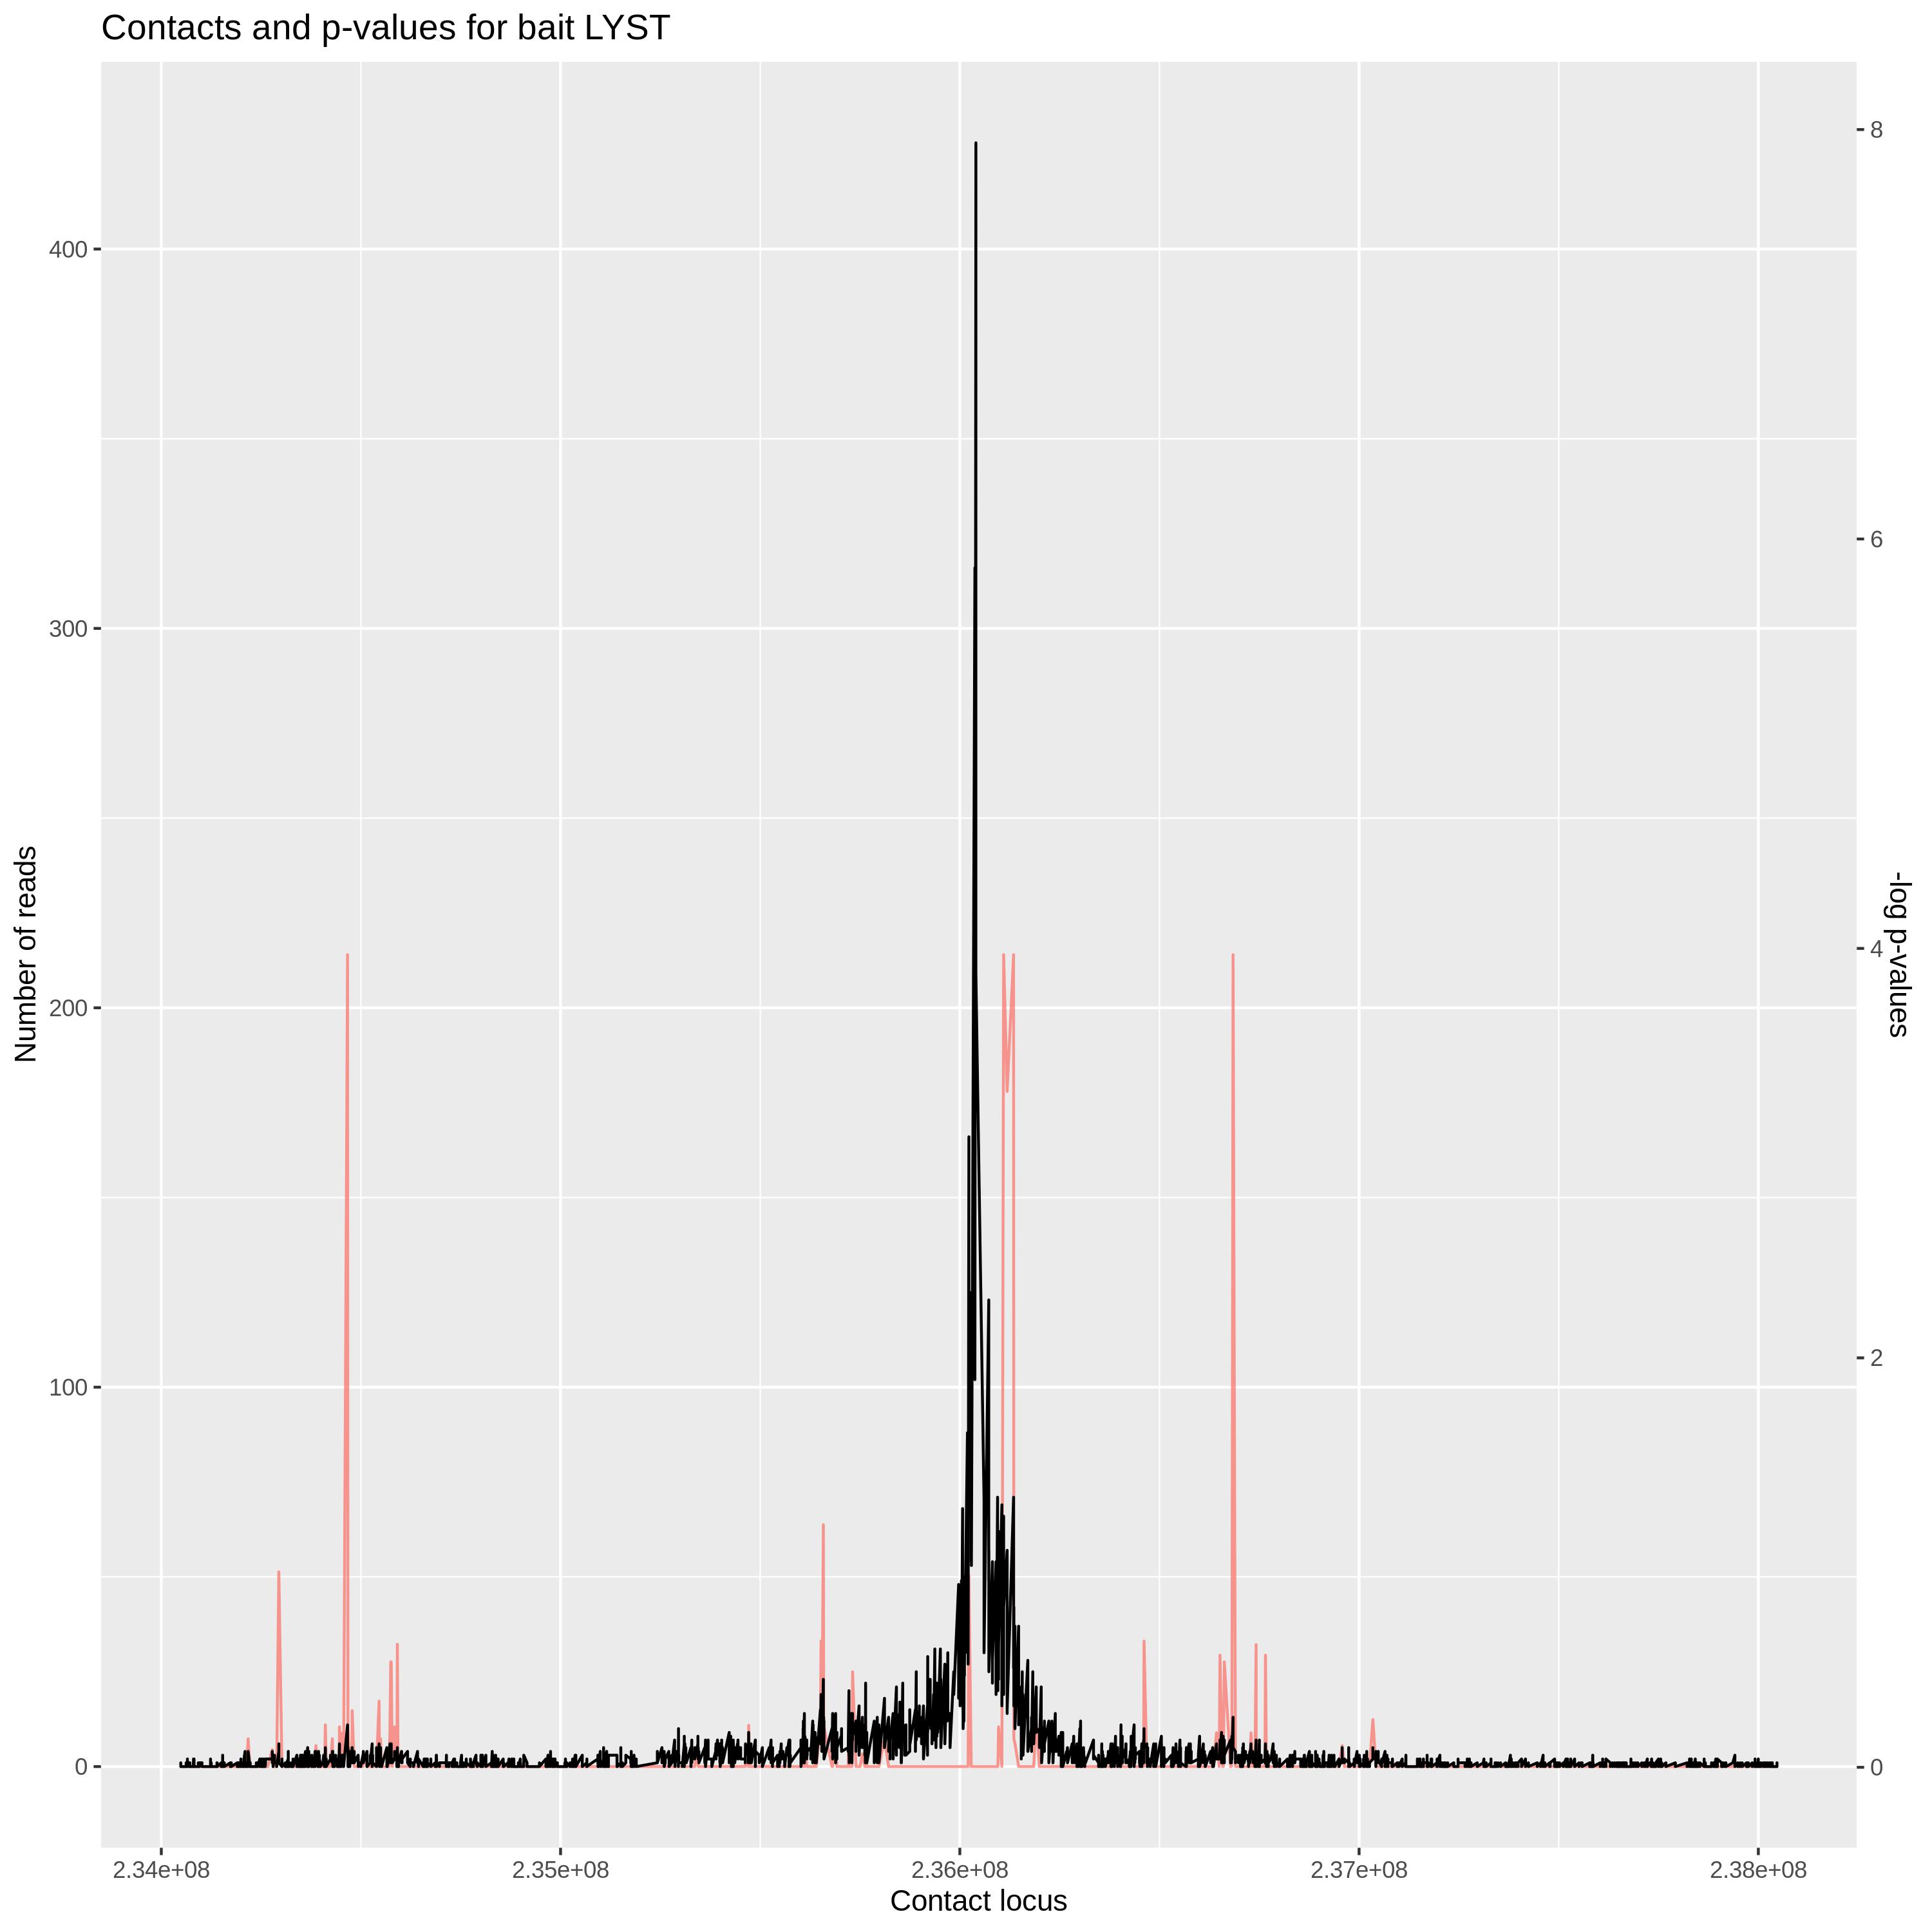 Contacts and p-values for bait LYST
Number of reads
400
300
200
100
0
8
6
4
2
0
-log p-values
2.34e+08
2.35e+08
2.36e+08
2.37e+08
2.38e+08
Contact locus